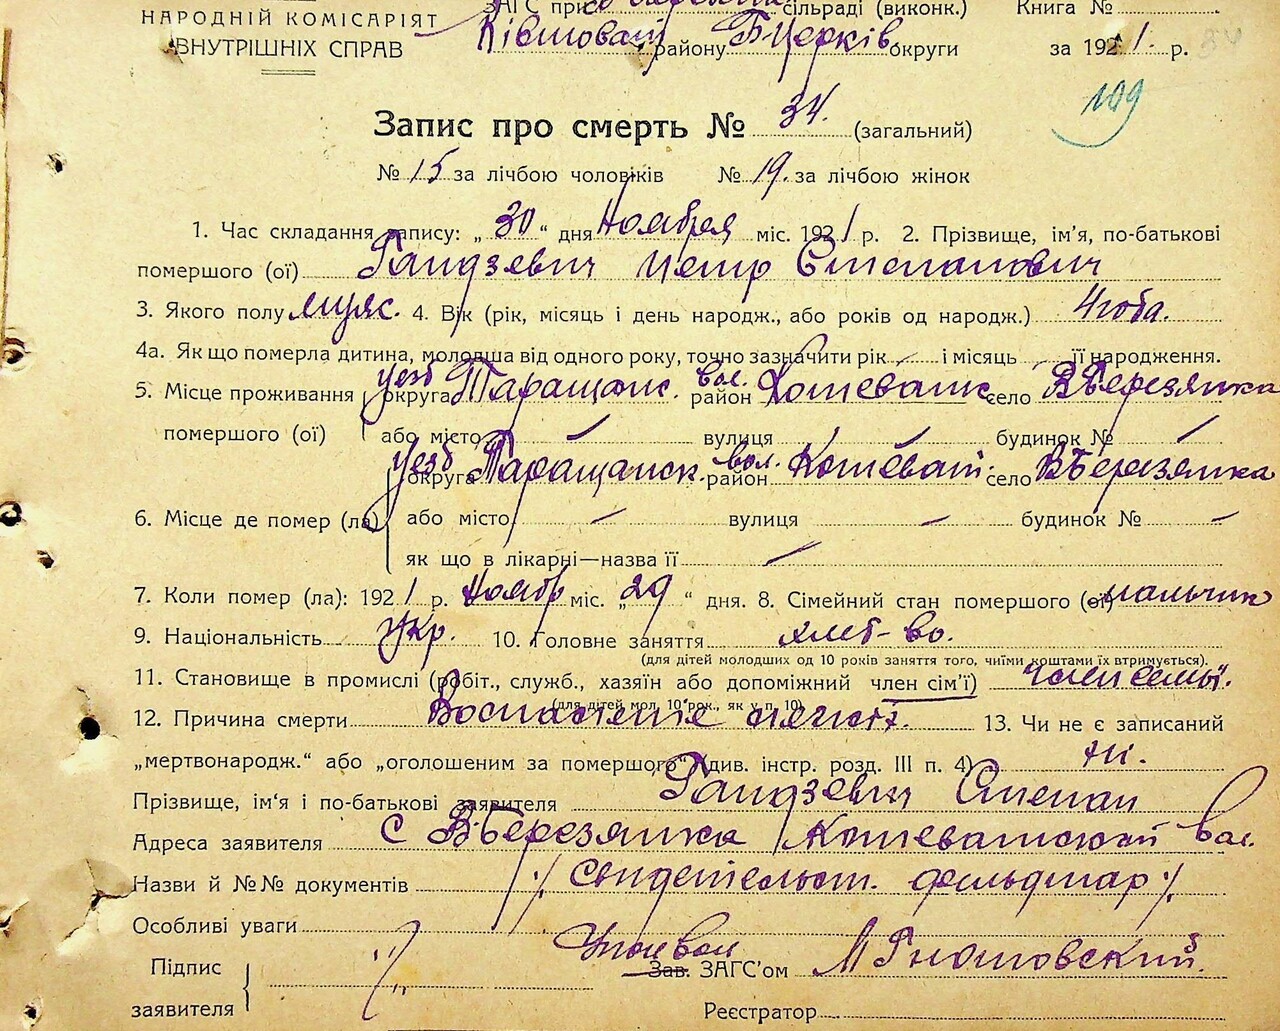 НАРОДНІЙ КОМІСАРІЯТ ВНУТРІШНІХ СПРАВ
ЗАГС при сільраді (виконк.) Книга №
району Б-Церків округи за 1921. р.
109
Запис про смерть № 34. (загальний)
№ 15 за лічбою чоловіків № 19. за лічбою жінок
1. Час складання запису: „ 30 “ дня Ноября міс. 1921 р. 2. Прізвище, ім'я, по-батькові
помершого (ої) Гандзевич Петр Степанович
3. Якого полу муж. 4. Вік (рік, місяць і день народж., або років од народж.) 4 года.
4а. Як що померла дитина, молодша від одного року, точно зазначити рік — і місяць — її народження.
5. Місце проживання уезд округа Таращанс. вол. район село В Березянка
помершого (ої) або місто — вулиця — будинок № —
уезд округа Таращанск. вол. район Кошеват. село В Березянка
6. Місце де помер (ла) або місто — вулиця — будинок № —
як що в лікарні—назва її —
7. Коли помер (ла): 1921 р. Ноябр міс. „ 29 “ дня. 8. Сімейний стан помершого (ої) мальчик
9. Національність Укр. 10. Головне заняття хлеб-во.
(для дітей молодших од 10 років заняття того, чиїми коштами їх втримується).
11. Становище в промислі (робіт., служб., хазяїн або допоміжний член сім'ї) член семьи.
(для дітей мол. 10 рок., як у п. 10)
12. Причина смерти Воспаление легких. 13. Чи не є записаний
„мертвонародж.“ або „оголошеним за помершого“ (див. інстр. розд. III п. 4) ні.
Прізвище, ім'я і по-батькові заявителя Гандзевич Степан
Адреса заявителя с В-Березянка Кошеватской вол.
Назви й №№ документів ·/· Свидетельст. фельдшар ·/·
Особливі уваги
Підпис заявителя
Зав. ЗАГС'ом
Реєстратор